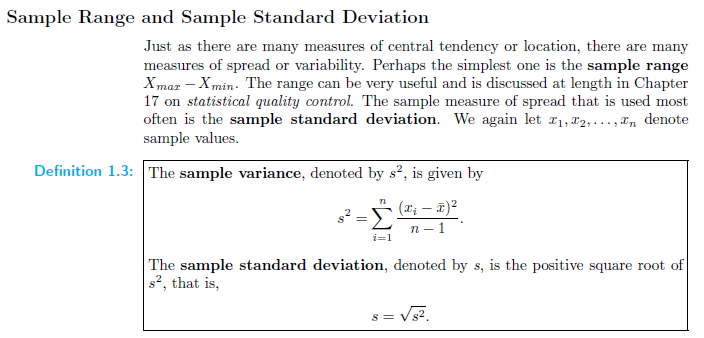 Sample Range and Sample Standard Deviation
Just as there are many measures of central tendency or location, there are many
measures of spread or variability. Perhaps the simplest one is the sample range
X_max − X_min. The range can be very useful and is discussed at length in Chapter
17 on statistical quality control. The sample measure of spread that is used most
often is the sample standard deviation. We again let x₁, x₂, . . . , xₙ denote
sample values.
Definition 1.3: The sample variance, denoted by s², is given by
s² = ∑_{i=1}^{n} (xᵢ − x̄)² / (n − 1).
The sample standard deviation, denoted by s, is the positive square root of
s², that is,
s = √s².